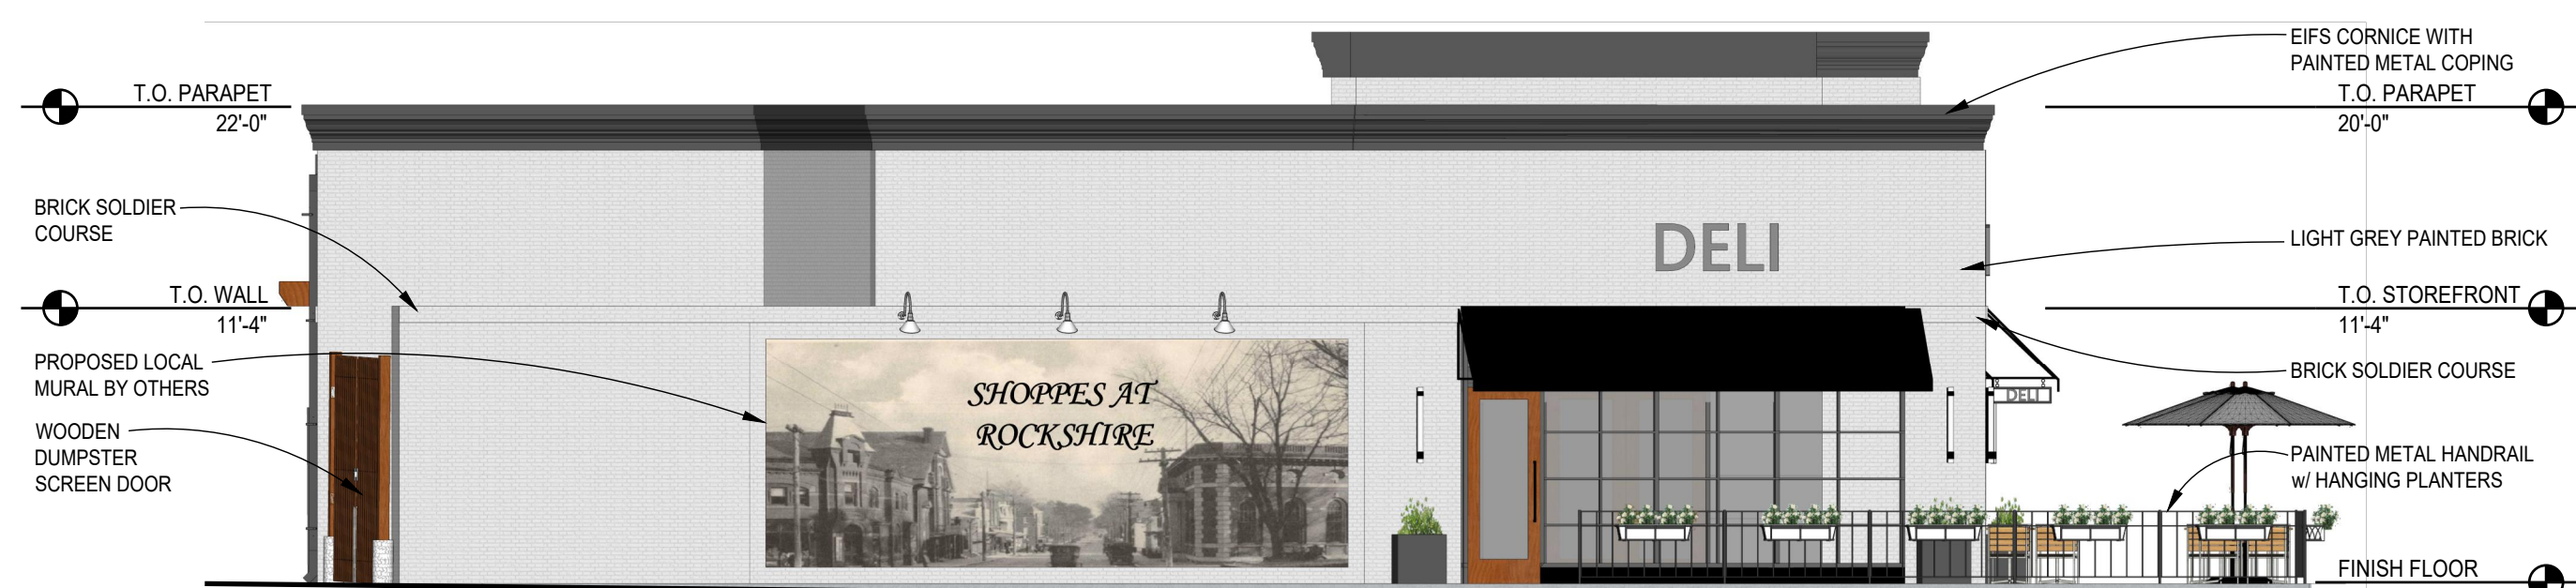 T.O. PARAPET
22'-0"
BRICK SOLDIER
COURSE
T.O. WALL
11'-4"
PROPOSED LOCAL
MURAL BY OTHERS
WOODEN
DUMPSTER
SCREEN DOOR
SHOPPES AT
ROCKSHIRE
DELI
DELI
EIFS CORNICE WITH
PAINTED METAL COPING
T.O. PARAPET
20'-0"
LIGHT GREY PAINTED BRICK
T.O. STOREFRONT
11'-4"
BRICK SOLDIER COURSE
PAINTED METAL HANDRAIL
w/ HANGING PLANTERS
FINISH FLOOR